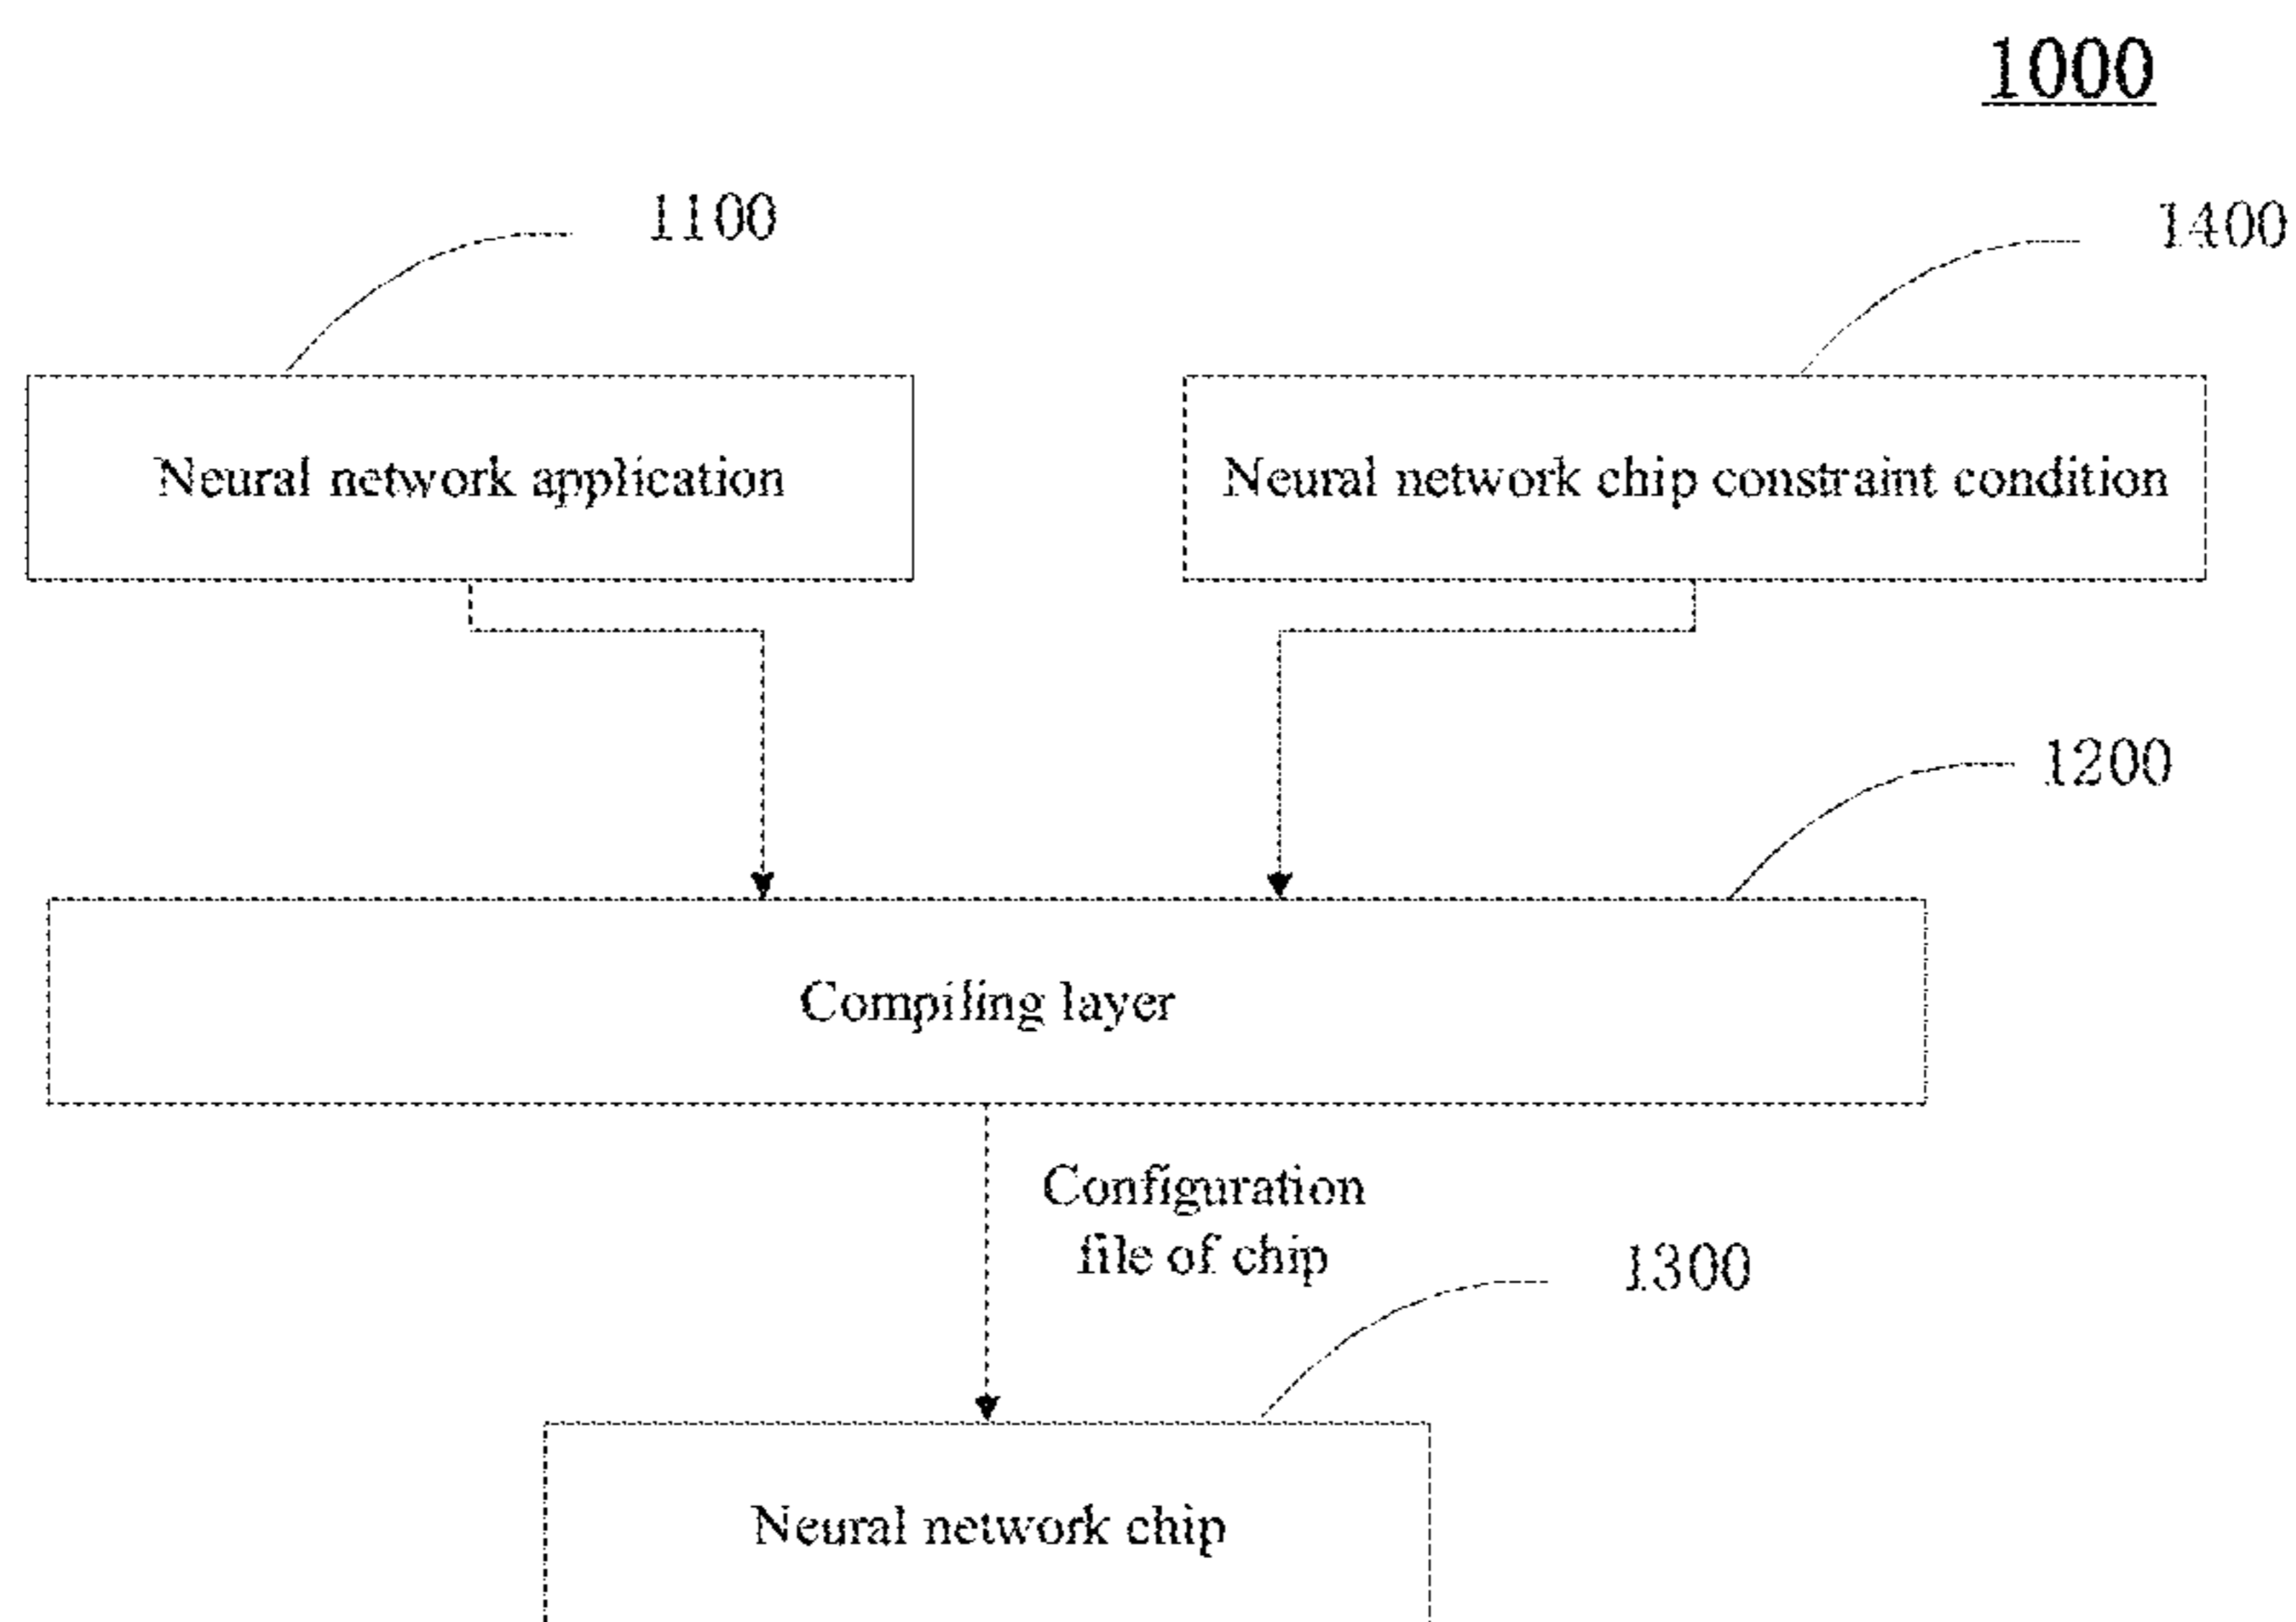 1000
1100
1400
Neural network application
Neural network chip constraint condition
1200
Compiling layer
Configuration
file of chip
1300
Neural network chip